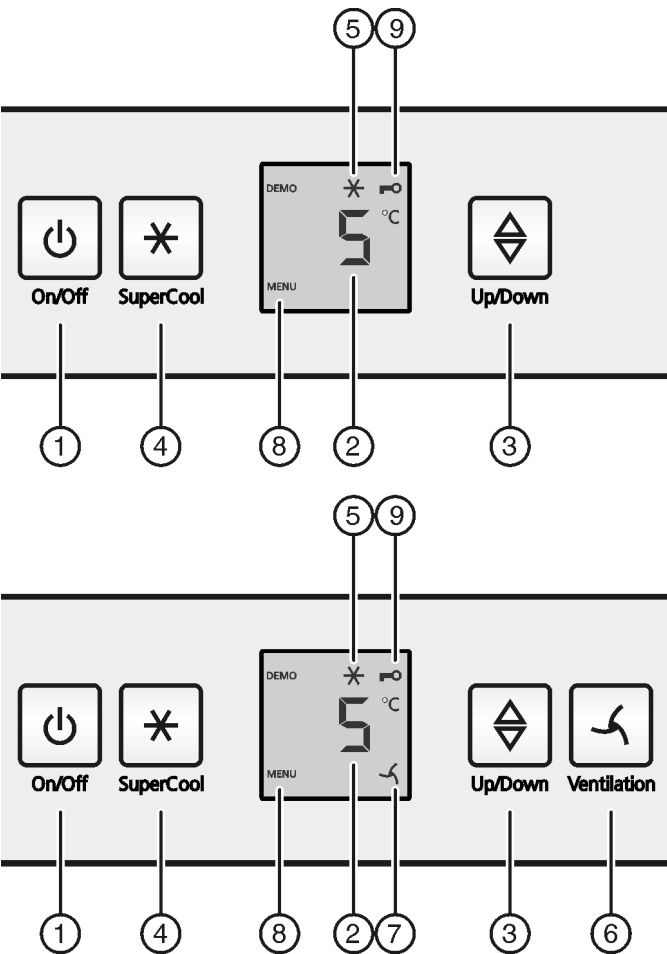 5 9
DEMO
5 °C
MENU
On/Off SuperCool Up/Down
1 4 8 2 3
5 9
DEMO
5 °C
MENU
On/Off SuperCool Up/Down Ventilation
1 4 8 2 7 3 6